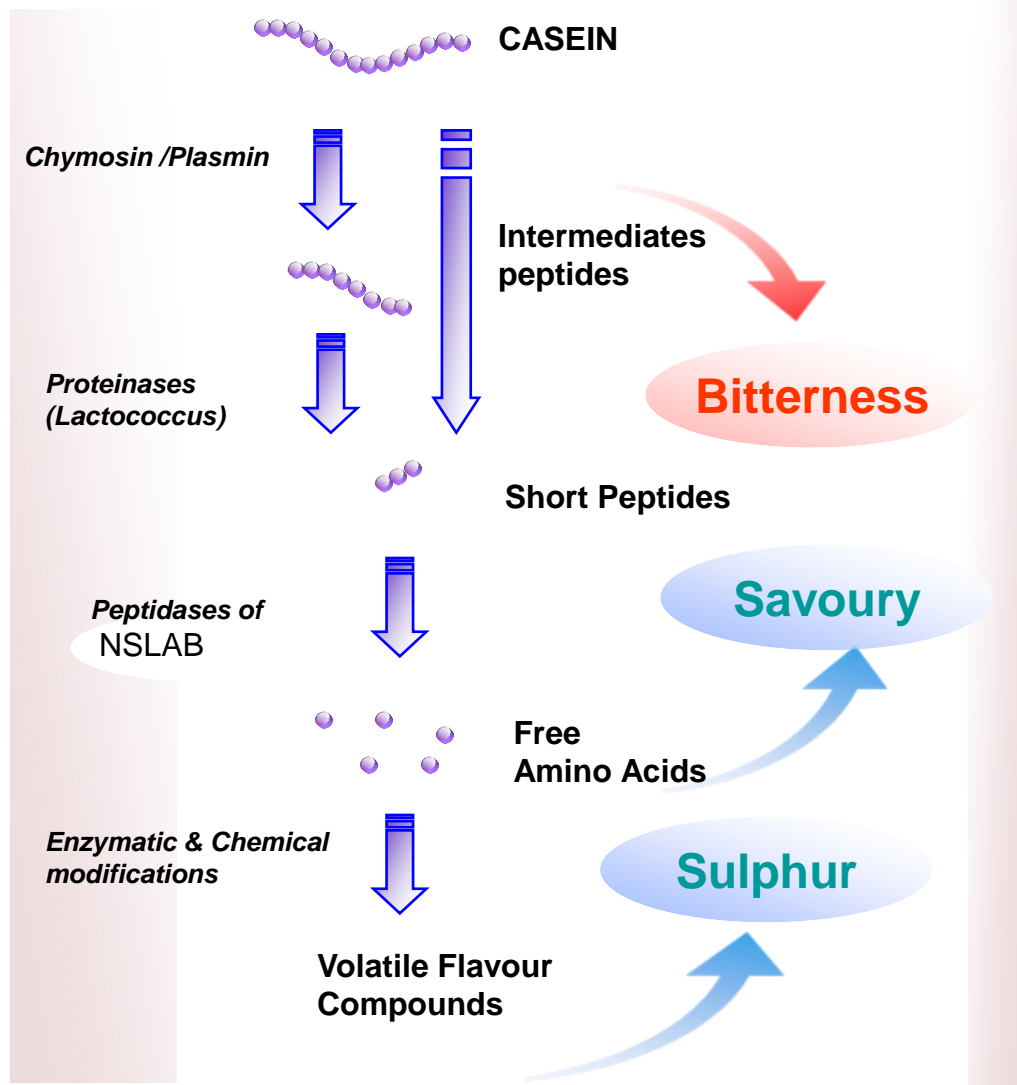 CASEIN
Chymosin /Plasmin
Intermediates
peptides
Proteinases
(Lactococcus)
Bitterness
Short Peptides
Savoury
Peptidases of
NSLAB
Free
Amino Acids
Enzymatic & Chemical
modifications
Sulphur
Volatile Flavour
Compounds